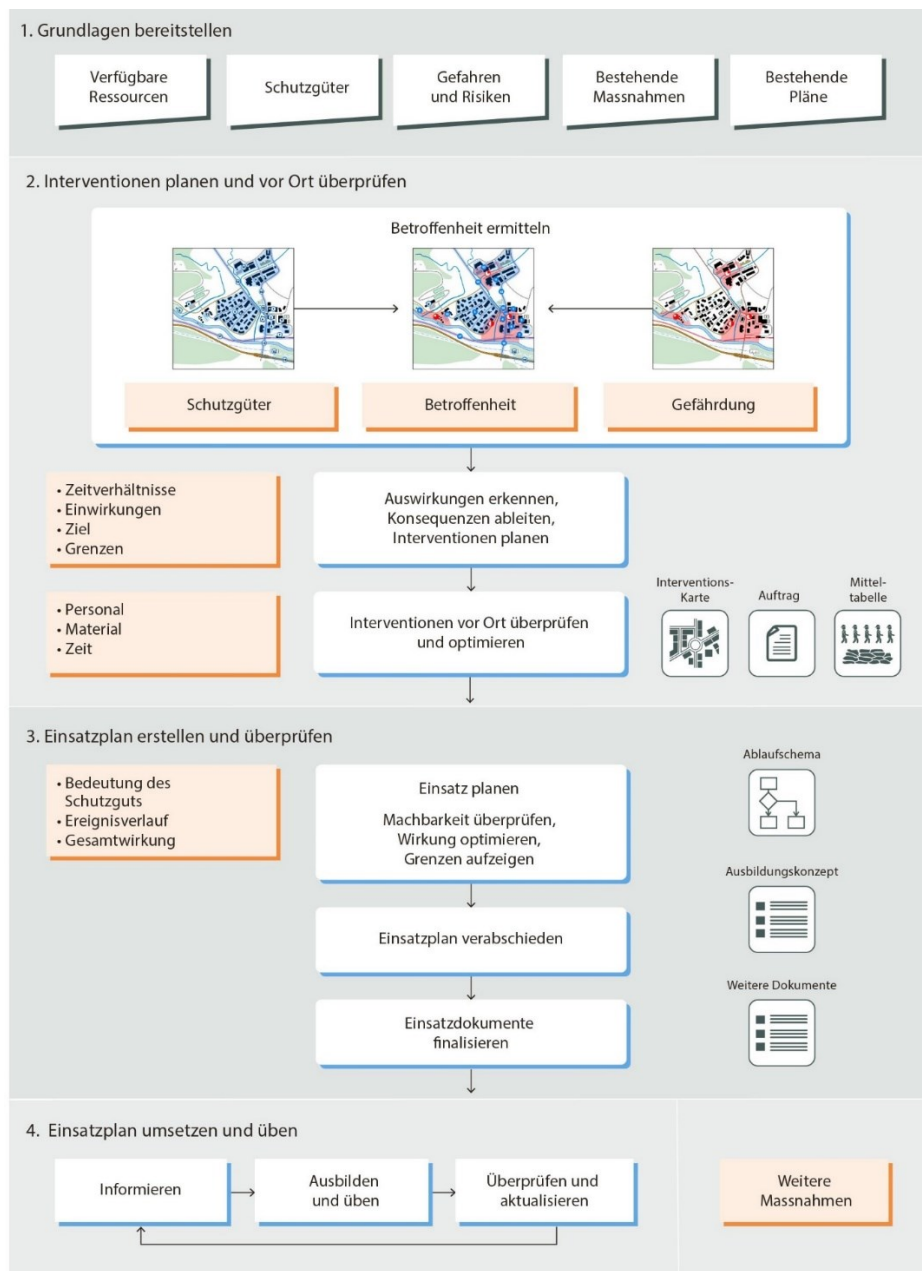 1. Grundlagen bereitstellen
Verfügbare
Ressourcen
Schutzgüter
Gefahren
und Risiken
Bestehende
Massnahmen
Bestehende
Pläne
2. Interventionen planen und vor Ort überprüfen
Betroffenheit ermitteln
Schutzgüter
Betroffenheit
Gefährdung
• Zeitverhältnisse
• Einwirkungen
• Ziel
• Grenzen
Auswirkungen erkennen,
Konsequenzen ableiten,
Interventionen planen
• Personal
• Material
• Zeit
Interventionen vor Ort überprüfen
und optimieren
Interventions-
Karte
Auftrag
Mittel-
tabelle
3. Einsatzplan erstellen und überprüfen
• Bedeutung des
Schutzguts
• Ereignisverlauf
• Gesamtwirkung
Einsatz planen
Machbarkeit überprüfen,
Wirkung optimieren,
Grenzen aufzeigen
Ablaufschema
Ausbildungskonzept
Einsatzplan verabschieden
Weitere Dokumente
Einsatzdokumente
finalisieren
4. Einsatzplan umsetzen und üben
Informieren
Ausbilden
und üben
Überprüfen und
aktualisieren
Weitere
Massnahmen